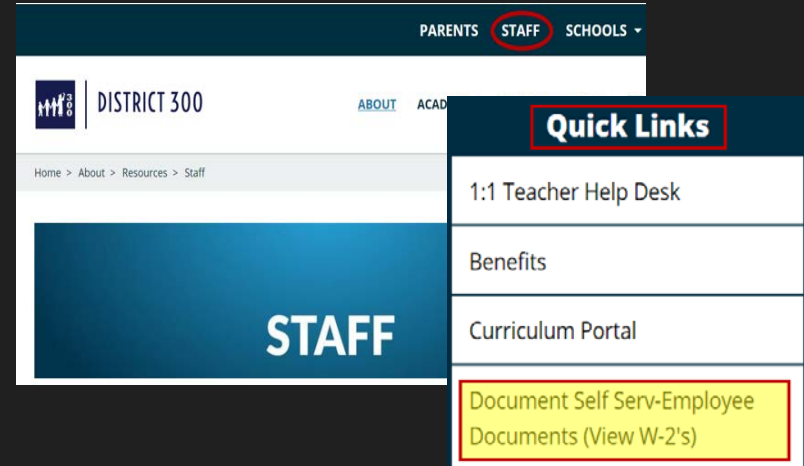 PARENTS STAFF SCHOOLS
300
DISTRICT 300
ABOUT
Home > About > Resources > Staff
STAFF
Quick Links
1:1 Teacher Help Desk
Benefits
Curriculum Portal
Document Self Serv-Employee
Documents (View W-2's)